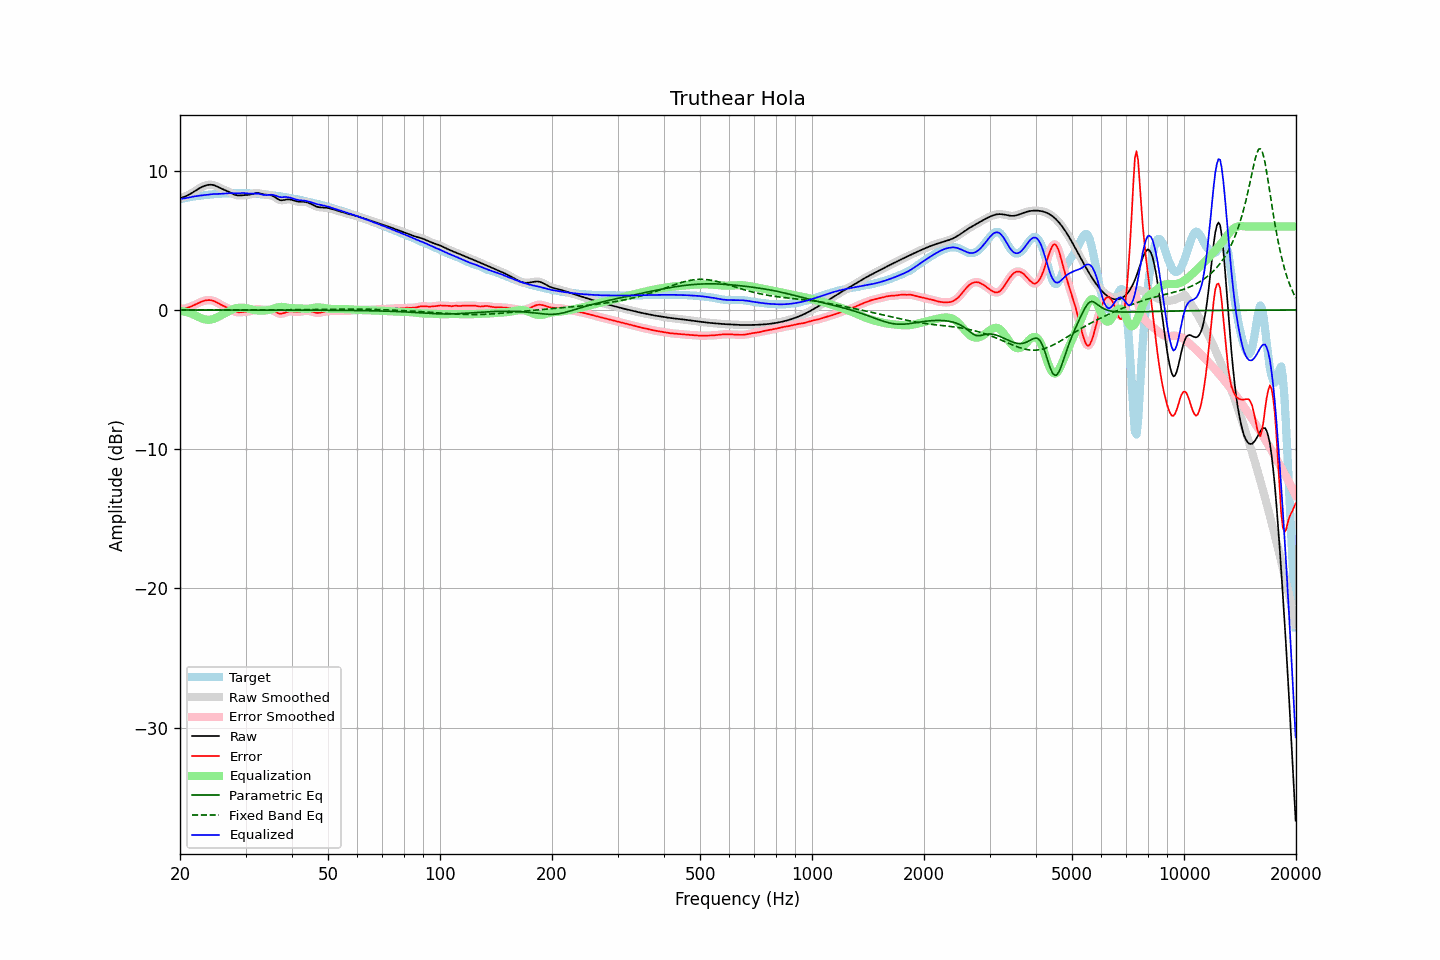 Truthear Hola
Amplitude (dBr)
10
0
−10
−20
−30
Target
Raw Smoothed
Error Smoothed
Raw
Error
Equalization
Parametric Eq
Fixed Band Eq
Equalized
20 50 100 200 500 1000 2000 5000 10000 20000
Frequency (Hz)